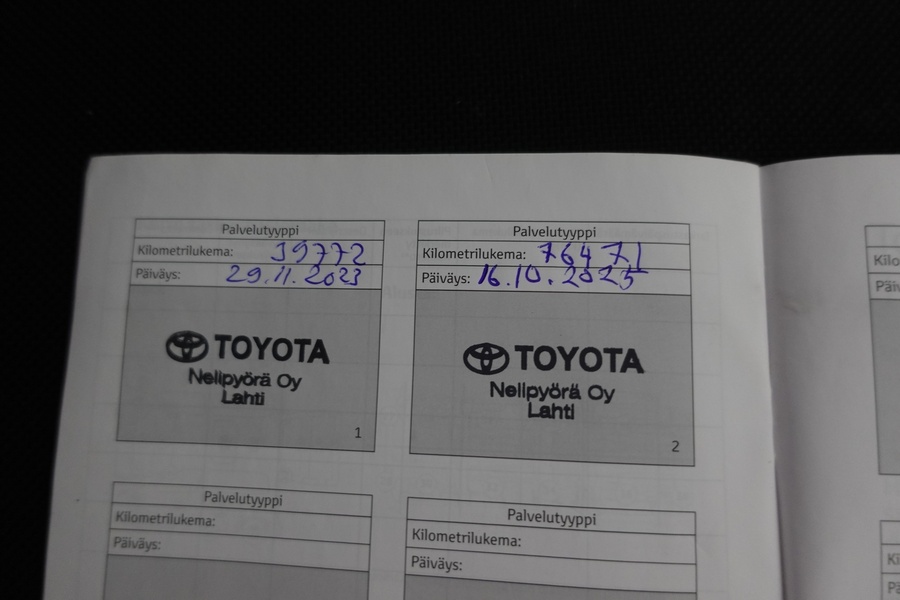 Palvelutyyppi
Kilometrilukema: 39772
Päiväys: 29.11.2023
TOYOTA
Nelipyörä Oy
Lahti
1
Palvelutyyppi
Kilometrilukema: 76471
Päiväys: 16.10.2025
TOYOTA
Nelipyörä Oy
Lahti
2
Palvelutyyppi
Kilometrilukema:
Päiväys:
Palvelutyyppi
Kilometrilukema:
Päiväys: